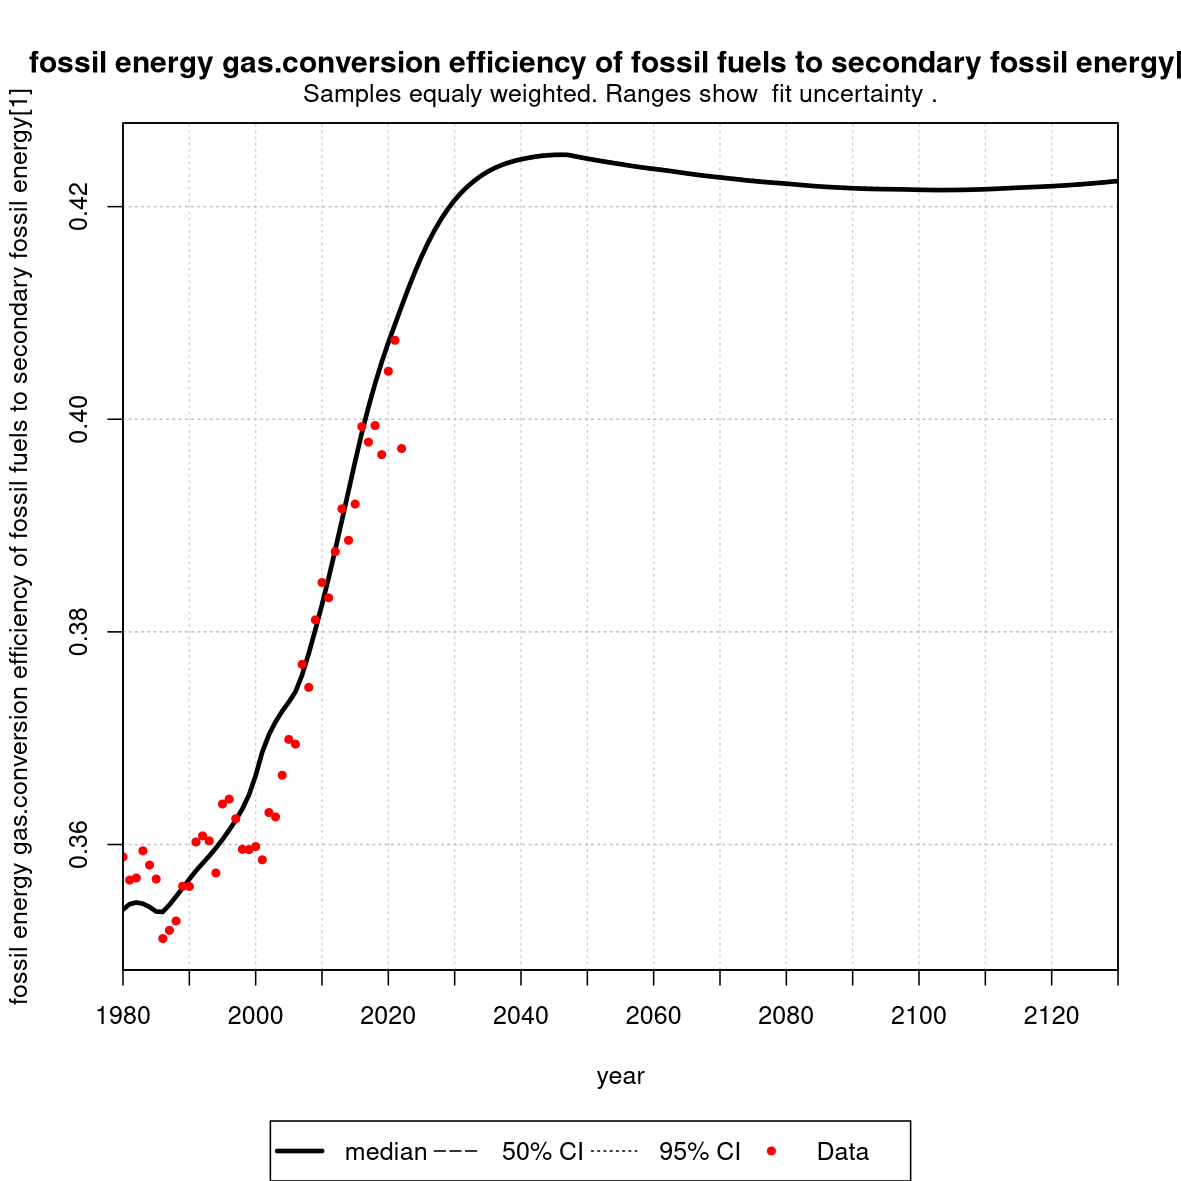 fossil energy gas.conversion efficiency of fossil fuels to secondary fossil energy|
Samples equaly weighted. Ranges show  fit uncertainty .
fossil energy gas.conversion efficiency of fossil fuels to secondary fossil energy[1]
0.42
0.40
0.38
0.36
1980 2000 2020 2040 2060 2080 2100 2120
year
median 50% CI 95% CI Data